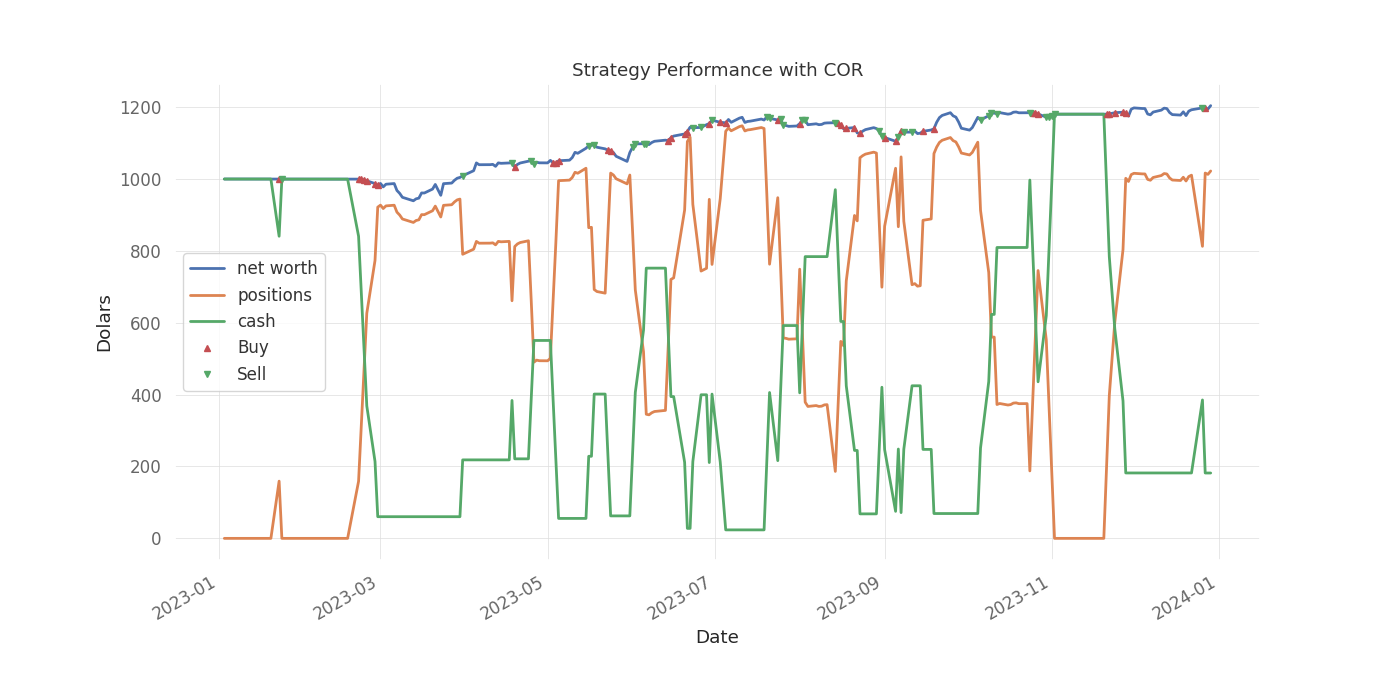 Strategy Performance with COR
1200
1000
800
600
400
200
0
Dolars
net worth
positions
cash
Buy
Sell
2023-01
2023-03
2023-05
2023-07
2023-09
2023-11
2024-01
Date